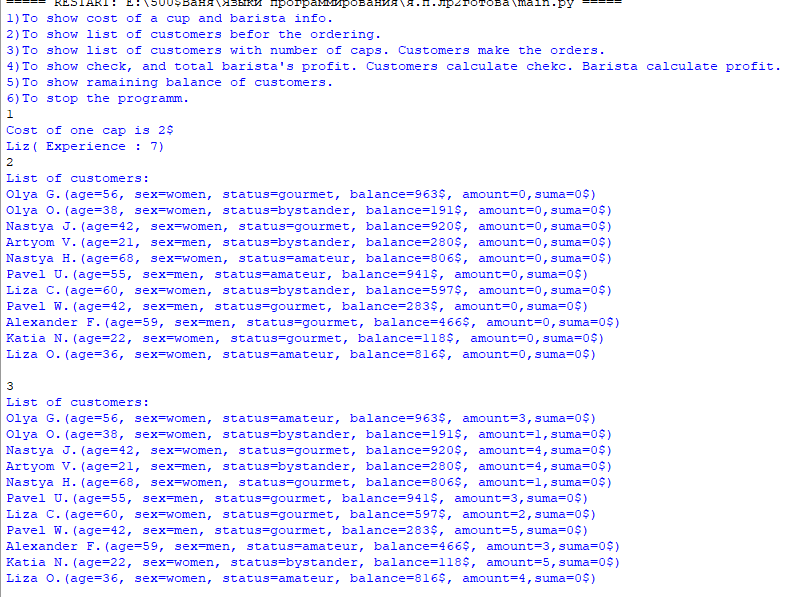 ===== RESTART: E:\500$Ваня\языки программирования\я.п.лр2готова\main.py =====
1)To show cost of a cup and barista info.
2)To show list of customers befor the ordering.
3)To show list of customers with number of caps. Customers make the orders.
4)To show check, and total barista's profit. Customers calculate chekc. Barista calculate profit.
5)To show ramaining balance of customers.
6)To stop the programm.
1
Cost of one cap is 2$
Liz( Experience : 7)
2
List of customers:
Olya G.(age=56, sex=women, status=gourmet, balance=963$, amount=0,suma=0$)
Olya O.(age=38, sex=women, status=bystander, balance=191$, amount=0,suma=0$)
Nastya J.(age=42, sex=women, status=gourmet, balance=920$, amount=0,suma=0$)
Artyom V.(age=21, sex=men, status=bystander, balance=280$, amount=0,suma=0$)
Nastya H.(age=68, sex=women, status=amateur, balance=806$, amount=0,suma=0$)
Pavel U.(age=55, sex=men, status=amateur, balance=941$, amount=0,suma=0$)
Liza C.(age=60, sex=women, status=bystander, balance=597$, amount=0,suma=0$)
Pavel W.(age=42, sex=men, status=gourmet, balance=283$, amount=0,suma=0$)
Alexander F.(age=59, sex=men, status=gourmet, balance=466$, amount=0,suma=0$)
Katia N.(age=22, sex=women, status=gourmet, balance=118$, amount=0,suma=0$)
Liza O.(age=36, sex=women, status=amateur, balance=816$, amount=0,suma=0$)
3
List of customers:
Olya G.(age=56, sex=women, status=amateur, balance=963$, amount=3,suma=0$)
Olya O.(age=38, sex=women, status=bystander, balance=191$, amount=1,suma=0$)
Nastya J.(age=42, sex=women, status=gourmet, balance=920$, amount=4,suma=0$)
Artyom V.(age=21, sex=men, status=bystander, balance=280$, amount=4,suma=0$)
Nastya H.(age=68, sex=women, status=gourmet, balance=806$, amount=1,suma=0$)
Pavel U.(age=55, sex=men, status=gourmet, balance=941$, amount=3,suma=0$)
Liza C.(age=60, sex=women, status=gourmet, balance=597$, amount=2,suma=0$)
Pavel W.(age=42, sex=men, status=gourmet, balance=283$, amount=5,suma=0$)
Alexander F.(age=59, sex=men, status=amateur, balance=466$, amount=3,suma=0$)
Katia N.(age=22, sex=women, status=bystander, balance=118$, amount=5,suma=0$)
Liza O.(age=36, sex=women, status=amateur, balance=816$, amount=4,suma=0$)